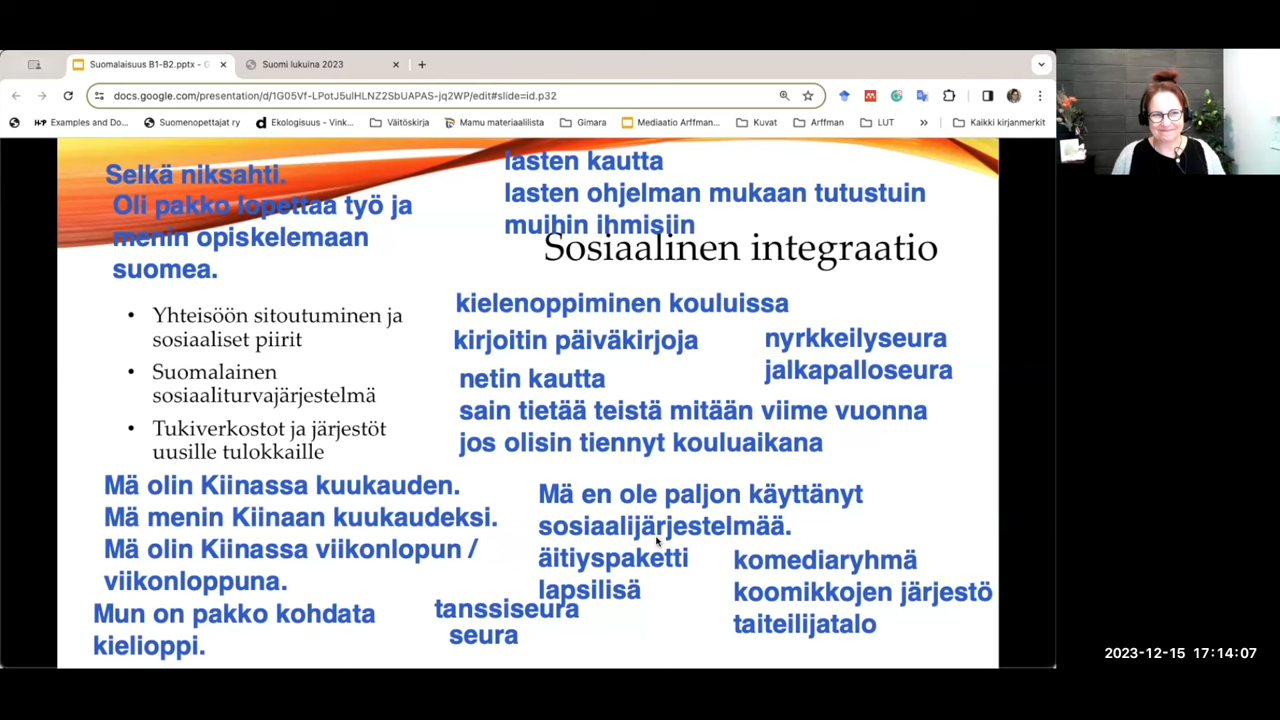 Suomalaisuus B1-B2.pptx - G
Suomi lukuina 2023
docs.google.com/presentation/d/1G05Vf-LPotJ5ulHLNZ2SbUAPAS-jq2WP/edit#slide=id.p32
Examples and Do...
Suomenopettajat ry
Ekologisuus - Vink...
Väitöskirja
Mamu materiaalilista
Gimara
Mediaatio Arffman...
Kuvat
Arffman
LUT
»
Kaikki kirjanmerkit
Selkä niksahti.
Oli pakko lopettaa työ ja
menin opiskelemaan
suomea.
lasten kautta
lasten ohjelman mukaan tutustuin
muihin ihmisiin
Sosiaalinen integraatio
• Yhteisöön sitoutuminen ja
sosiaaliset piirit
• Suomalainen
sosiaaliturvajärjestelmä
• Tukiverkostot ja järjestöt
uusille tulokkaille
kielenoppiminen kouluissa
kirjoitin päiväkirjoja
nyrkkeilyseura
jalkapalloseura
netin kautta
sain tietää teistä mitään viime vuonna
jos olisin tiennyt kouluaikana
Mä olin Kiinassa kuukauden.
Mä menin Kiinaan kuukaudeksi.
Mä olin Kiinassa viikonlopun /
viikonloppuna.
Mun on pakko kohdata
kielioppi.
Mä en ole paljon käyttänyt
sosiaalijärjestelmää.
äitiyspaketti
lapsilisä
tanssiseura
seura
komediaryhmä
koomikkojen järjestö
taiteilijatalo
2023-12-15 17:14:07